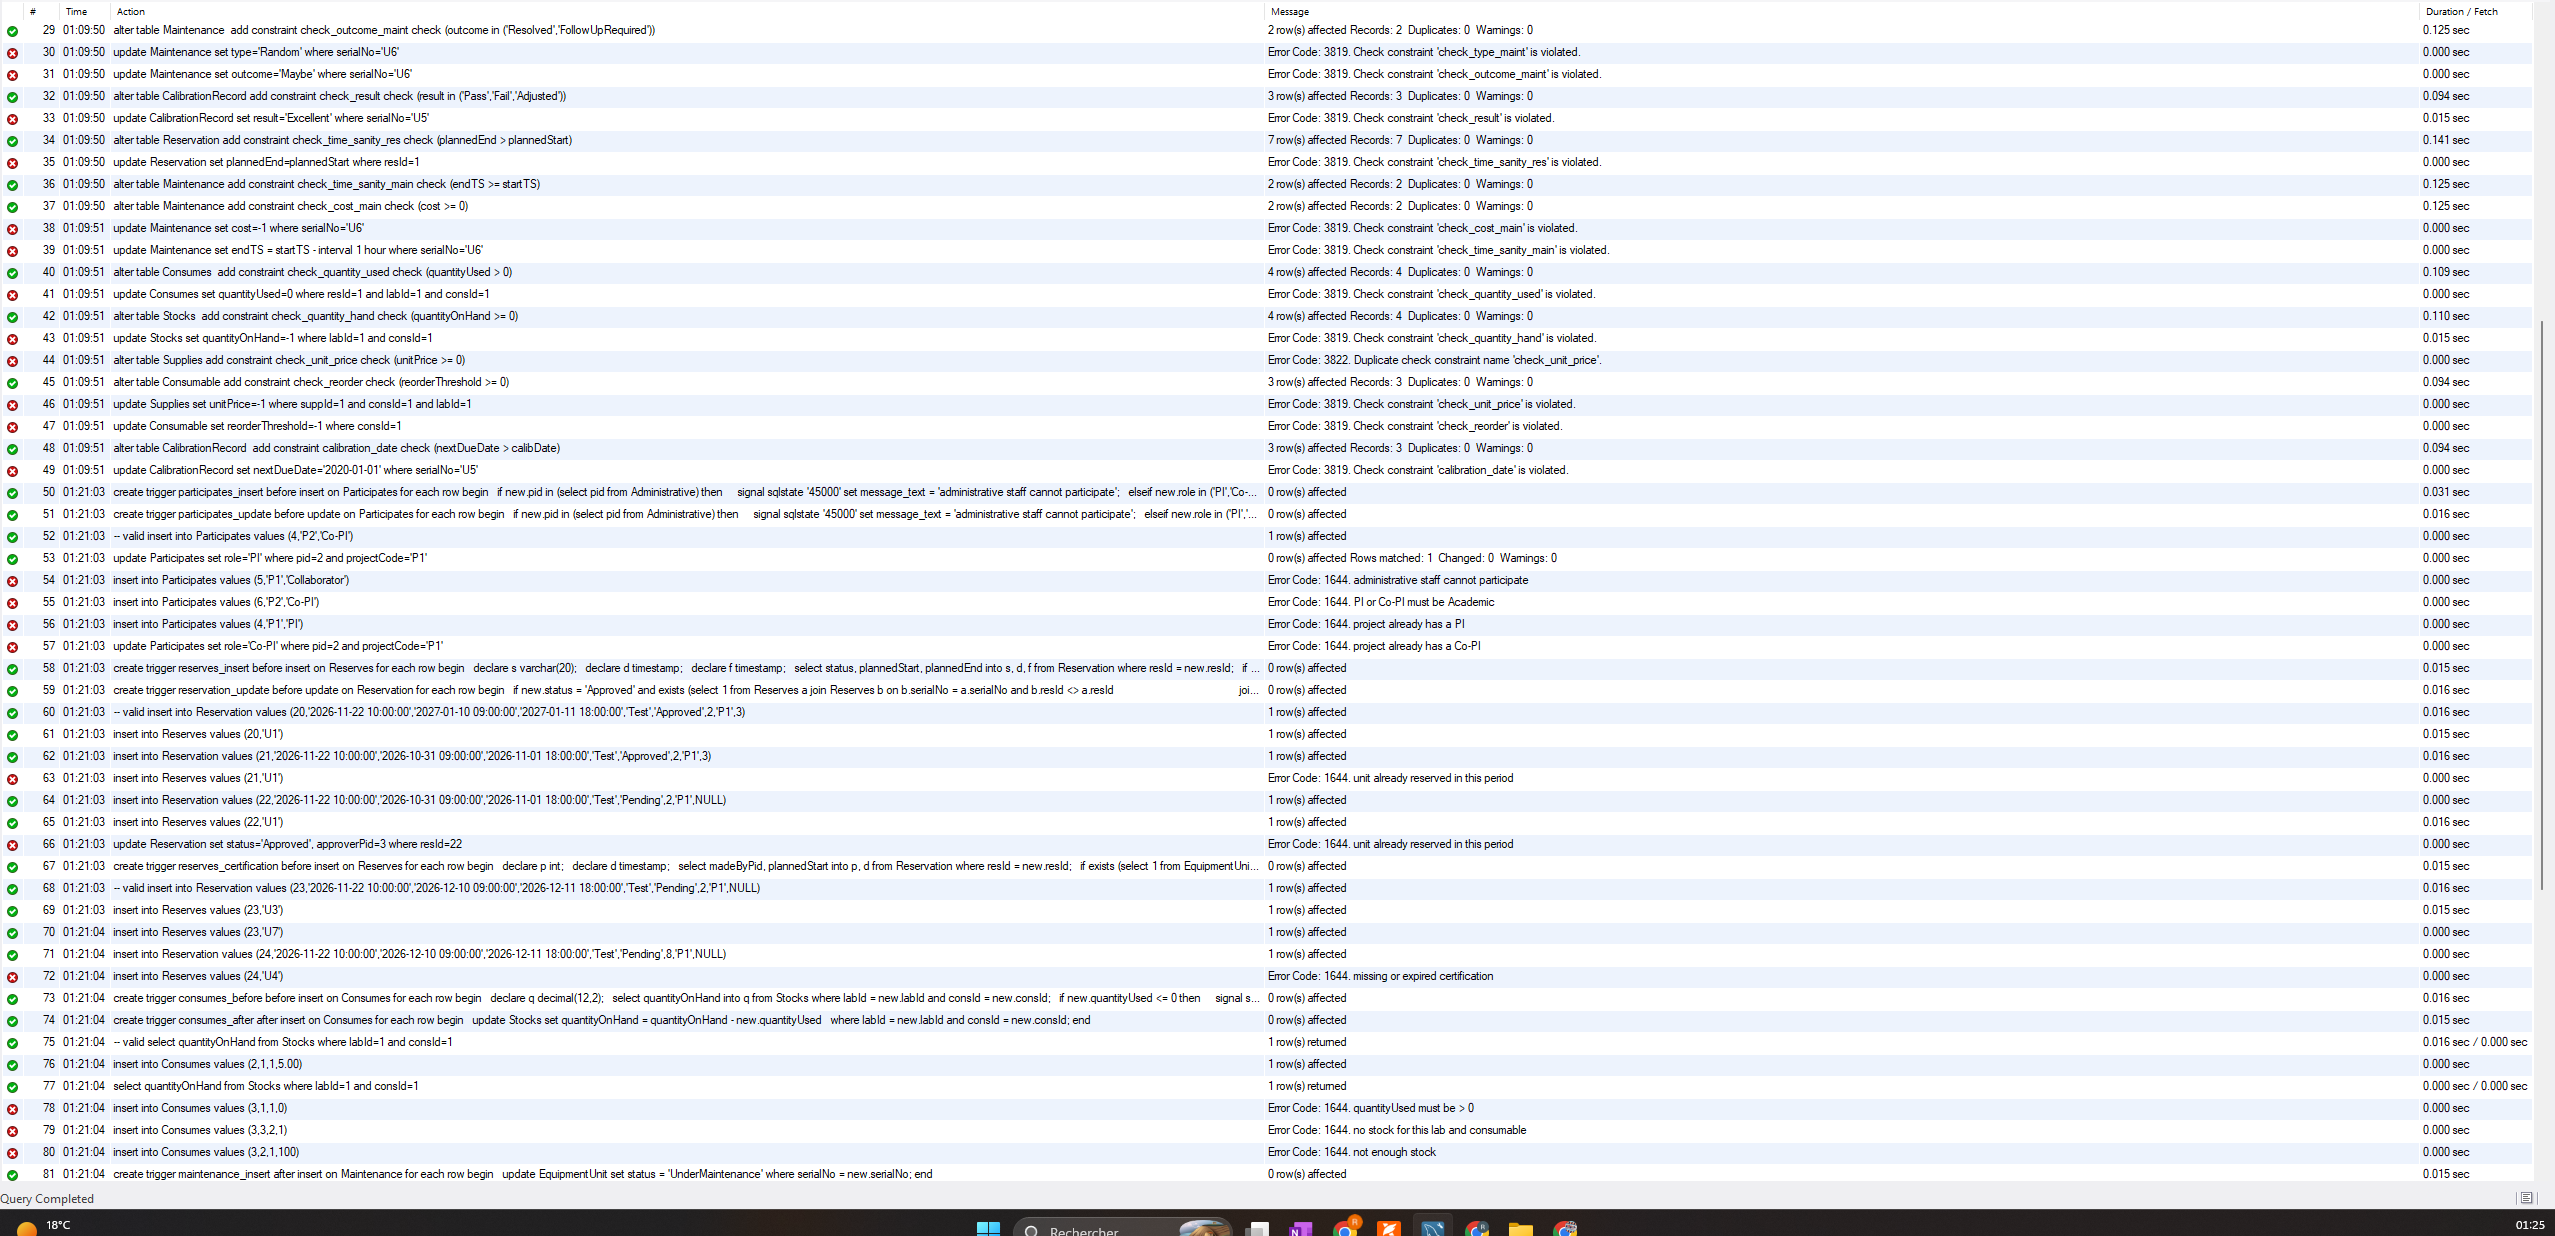 # Time Action Message Duration / Fetch
29 01:09:50 alter table Maintenance add constraint check_outcome_maint check (outcome in ('Resolved','FollowUpRequired')) 2 row(s) affected Records: 2 Duplicates: 0 Warnings: 0 0.125 sec
30 01:09:50 update Maintenance set type='Random' where serialNo='U6' Error Code: 3819. Check constraint 'check_type_maint' is violated. 0.000 sec
31 01:09:50 update Maintenance set outcome='Maybe' where serialNo='U6' Error Code: 3819. Check constraint 'check_outcome_maint' is violated. 0.000 sec
32 01:09:50 alter table CalibrationRecord add constraint check_result check (result in ('Pass','Fail','Adjusted')) 3 row(s) affected Records: 3 Duplicates: 0 Warnings: 0 0.094 sec
33 01:09:50 update CalibrationRecord set result='Excellent' where serialNo='U5' Error Code: 3819. Check constraint 'check_result' is violated. 0.015 sec
34 01:09:50 alter table Reservation add constraint check_time_sanity_res check (plannedEnd > plannedStart) 7 row(s) affected Records: 7 Duplicates: 0 Warnings: 0 0.141 sec
35 01:09:50 update Reservation set plannedEnd=plannedStart where resId=1 Error Code: 3819. Check constraint 'check_time_sanity_res' is violated. 0.000 sec
36 01:09:50 alter table Maintenance add constraint check_time_sanity_main check (endTS >= startTS) 2 row(s) affected Records: 2 Duplicates: 0 Warnings: 0 0.125 sec
37 01:09:50 alter table Maintenance add constraint check_cost_main check (cost >= 0) 2 row(s) affected Records: 2 Duplicates: 0 Warnings: 0 0.125 sec
38 01:09:51 update Maintenance set cost=-1 where serialNo='U6' Error Code: 3819. Check constraint 'check_cost_main' is violated. 0.000 sec
39 01:09:51 update Maintenance set endTS = startTS - interval 1 hour where serialNo='U6' Error Code: 3819. Check constraint 'check_time_sanity_main' is violated. 0.000 sec
40 01:09:51 alter table Consumes add constraint check_quantity_used check (quantityUsed > 0) 4 row(s) affected Records: 4 Duplicates: 0 Warnings: 0 0.109 sec
41 01:09:51 update Consumes set quantityUsed=0 where resId=1 and labId=1 and consId=1 Error Code: 3819. Check constraint 'check_quantity_used' is violated. 0.000 sec
42 01:09:51 alter table Stocks add constraint check_quantity_hand check (quantityOnHand >= 0) 4 row(s) affected Records: 4 Duplicates: 0 Warnings: 0 0.110 sec
43 01:09:51 update Stocks set quantityOnHand=-1 where labId=1 and consId=1 Error Code: 3819. Check constraint 'check_quantity_hand' is violated. 0.015 sec
44 01:09:51 alter table Supplies add constraint check_unit_price check (unitPrice >= 0) Error Code: 3822. Duplicate check constraint name 'check_unit_price'. 0.000 sec
45 01:09:51 alter table Consumable add constraint check_reorder check (reorderThreshold >= 0) 3 row(s) affected Records: 3 Duplicates: 0 Warnings: 0 0.094 sec
46 01:09:51 update Supplies set unitPrice=-1 where suppId=1 and consId=1 and labId=1 Error Code: 3819. Check constraint 'check_unit_price' is violated. 0.000 sec
47 01:09:51 update Consumable set reorderThreshold=-1 where consId=1 Error Code: 3819. Check constraint 'check_reorder' is violated. 0.000 sec
48 01:09:51 alter table CalibrationRecord add constraint calibration_date check (nextDueDate > calibDate) 3 row(s) affected Records: 3 Duplicates: 0 Warnings: 0 0.094 sec
49 01:09:51 update CalibrationRecord set nextDueDate='2020-01-01' where serialNo='U5' Error Code: 3819. Check constraint 'calibration_date' is violated. 0.000 sec
50 01:21:03 create trigger participates_insert before insert on Participates for each row begin if new.pid in (select pid from Administrative) then signal sqlstate '45000' set message_text = 'administrative staff cannot participate'; elseif new.role in ('PI','Co-... 0 row(s) affected 0.031 sec
51 01:21:03 create trigger participates_update before update on Participates for each row begin if new.pid in (select pid from Administrative) then signal sqlstate '45000' set message_text = 'administrative staff cannot participate'; elseif new.role in ('PI','... 0 row(s) affected 0.016 sec
52 01:21:03 -- valid insert into Participates values (4,'P2','Co-PI') 1 row(s) affected 0.000 sec
53 01:21:03 update Participates set role='PI' where pid=2 and projectCode='P1' 0 row(s) affected Rows matched: 1 Changed: 0 Warnings: 0 0.000 sec
54 01:21:03 insert into Participates values (5,'P1','Collaborator') Error Code: 1644. administrative staff cannot participate 0.000 sec
55 01:21:03 insert into Participates values (6,'P2','Co-PI') Error Code: 1644. PI or Co-PI must be Academic 0.000 sec
56 01:21:03 insert into Participates values (4,'P1','PI') Error Code: 1644. project already has a PI 0.000 sec
57 01:21:03 update Participates set role='Co-PI' where pid=2 and projectCode='P1' Error Code: 1644. project already has a Co-PI 0.000 sec
58 01:21:03 create trigger reserves_insert before insert on Reserves for each row begin declare s varchar(20); declare d timestamp; declare f timestamp; select status, plannedStart, plannedEnd into s, d, f from Reservation where resId = new.resId; if ... 0 row(s) affected 0.015 sec
59 01:21:03 create trigger reservation_update before update on Reservation for each row begin if new.status = 'Approved' and exists (select 1 from Reserves a join Reserves b on b.serialNo = a.serialNo and b.resId <> a.resId joi... 0 row(s) affected 0.016 sec
60 01:21:03 -- valid insert into Reservation values (20,'2026-11-22 10:00:00','2027-01-10 09:00:00','2027-01-11 18:00:00','Test','Approved',2,'P1',3) 1 row(s) affected 0.016 sec
61 01:21:03 insert into Reserves values (20,'U1') 1 row(s) affected 0.015 sec
62 01:21:03 insert into Reservation values (21,'2026-11-22 10:00:00','2026-10-31 09:00:00','2026-11-01 18:00:00','Test','Approved',2,'P1',3) 1 row(s) affected 0.016 sec
63 01:21:03 insert into Reserves values (21,'U1') Error Code: 1644. unit already reserved in this period 0.000 sec
64 01:21:03 insert into Reservation values (22,'2026-11-22 10:00:00','2026-10-31 09:00:00','2026-11-01 18:00:00','Test','Pending',2,'P1',NULL) 1 row(s) affected 0.000 sec
65 01:21:03 insert into Reserves values (22,'U1') 1 row(s) affected 0.016 sec
66 01:21:03 update Reservation set status='Approved', approverPid=3 where resId=22 Error Code: 1644. unit already reserved in this period 0.000 sec
67 01:21:03 create trigger reserves_certification before insert on Reserves for each row begin declare p int; declare d timestamp; select madeByPid, plannedStart into p, d from Reservation where resId = new.resId; if exists (select 1 from EquipmentUni... 0 row(s) affected 0.015 sec
68 01:21:03 -- valid insert into Reservation values (23,'2026-11-22 10:00:00','2026-12-10 09:00:00','2026-12-11 18:00:00','Test','Pending',2,'P1',NULL) 1 row(s) affected 0.016 sec
69 01:21:03 insert into Reserves values (23,'U3') 1 row(s) affected 0.015 sec
70 01:21:04 insert into Reserves values (23,'U7') 1 row(s) affected 0.000 sec
71 01:21:04 insert into Reservation values (24,'2026-11-22 10:00:00','2026-12-10 09:00:00','2026-12-11 18:00:00','Test','Pending',8,'P1',NULL) 1 row(s) affected 0.000 sec
72 01:21:04 insert into Reserves values (24,'U4') Error Code: 1644. missing or expired certification 0.000 sec
73 01:21:04 create trigger consumes_before before insert on Consumes for each row begin declare q decimal(12,2); select quantityOnHand into q from Stocks where labId = new.labId and consId = new.consId; if new.quantityUsed <= 0 then signal s... 0 row(s) affected 0.016 sec
74 01:21:04 create trigger consumes_after after insert on Consumes for each row begin update Stocks set quantityOnHand = quantityOnHand - new.quantityUsed where labId = new.labId and consId = new.consId; end 0 row(s) affected 0.015 sec
75 01:21:04 -- valid select quantityOnHand from Stocks where labId=1 and consId=1 1 row(s) returned 0.016 sec / 0.000 sec
76 01:21:04 insert into Consumes values (2,1,1,5.00) 1 row(s) affected 0.000 sec
77 01:21:04 select quantityOnHand from Stocks where labId=1 and consId=1 1 row(s) returned 0.000 sec / 0.000 sec
78 01:21:04 insert into Consumes values (3,1,1,0) Error Code: 1644. quantityUsed must be > 0 0.000 sec
79 01:21:04 insert into Consumes values (3,3,2,1) Error Code: 1644. no stock for this lab and consumable 0.000 sec
80 01:21:04 insert into Consumes values (3,2,1,100) Error Code: 1644. not enough stock 0.000 sec
81 01:21:04 create trigger maintenance_insert after insert on Maintenance for each row begin update EquipmentUnit set status = 'UnderMaintenance' where serialNo = new.serialNo; end 0 row(s) affected 0.015 sec
Query Completed
18°C
Rechercher
01:25